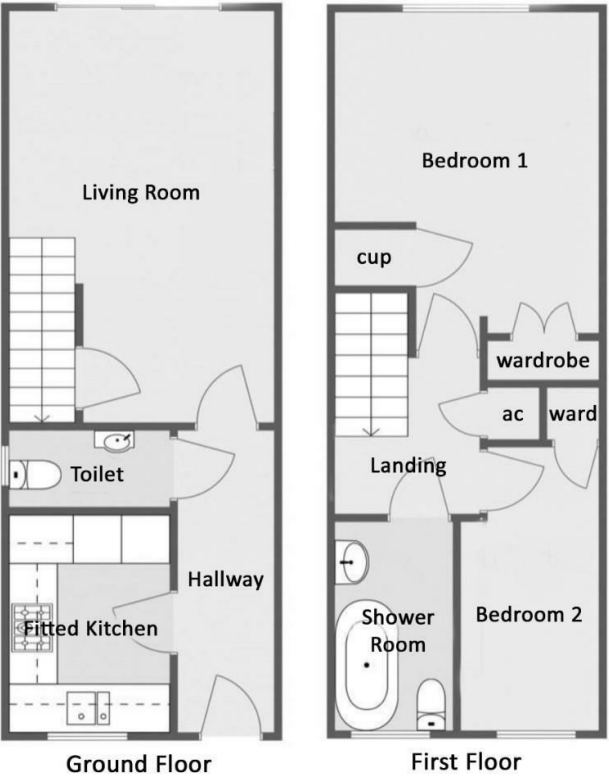 Living Room
Toilet
Hallway
Fitted Kitchen
Ground Floor
Bedroom 1
cup
wardrobe
ac
ward
Landing
Shower
Room
Bedroom 2
First Floor